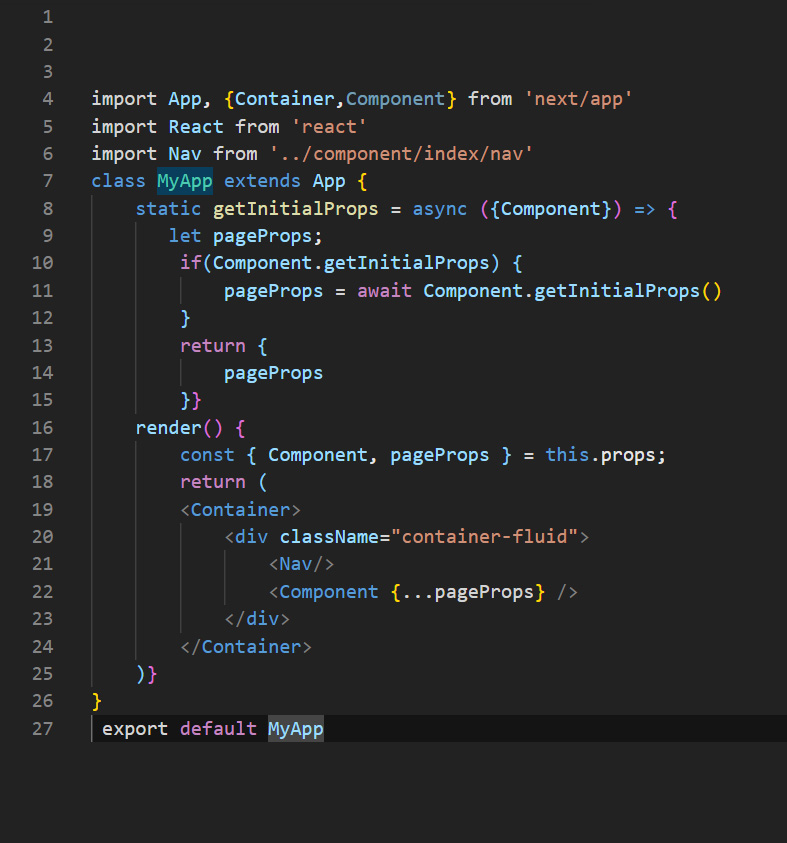 1
2
3
4 import App, {Container,Component} from 'next/app'
5 import React from 'react'
6 import Nav from '../component/index/nav'
7 class MyApp extends App {
8     static getInitialProps = async ({Component}) => {
9        let pageProps;
10         if(Component.getInitialProps) {
11             pageProps = await Component.getInitialProps()
12         }
13         return {
14             pageProps
15         }}
16     render() {
17         const { Component, pageProps } = this.props;
18         return (
19         <Container>
20             <div className="container-fluid">
21                 <Nav/>
22                 <Component {...pageProps} />
23             </div>
24         </Container>
25     )}
26 }
27  export default MyApp